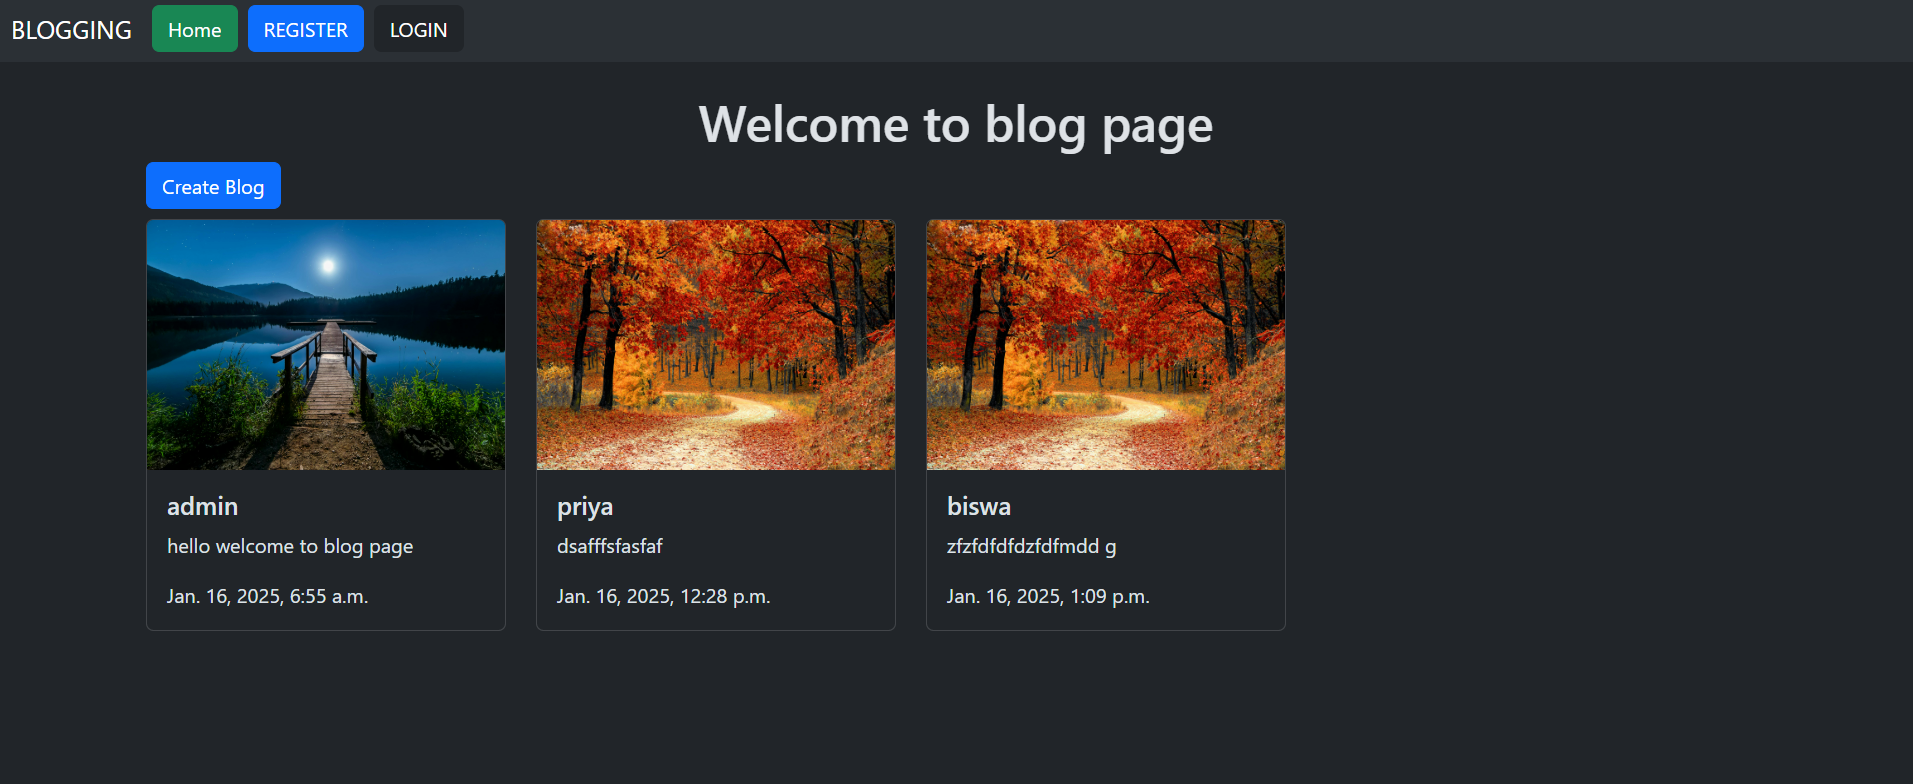 BLOGGING Home REGISTER LOGIN
Welcome to blog page
Create Blog
admin
hello welcome to blog page
Jan. 16, 2025, 6:55 a.m.
priya
dsafffsfasfaf
Jan. 16, 2025, 12:28 p.m.
biswa
zfzfdfdfdzfdfmdd g
Jan. 16, 2025, 1:09 p.m.